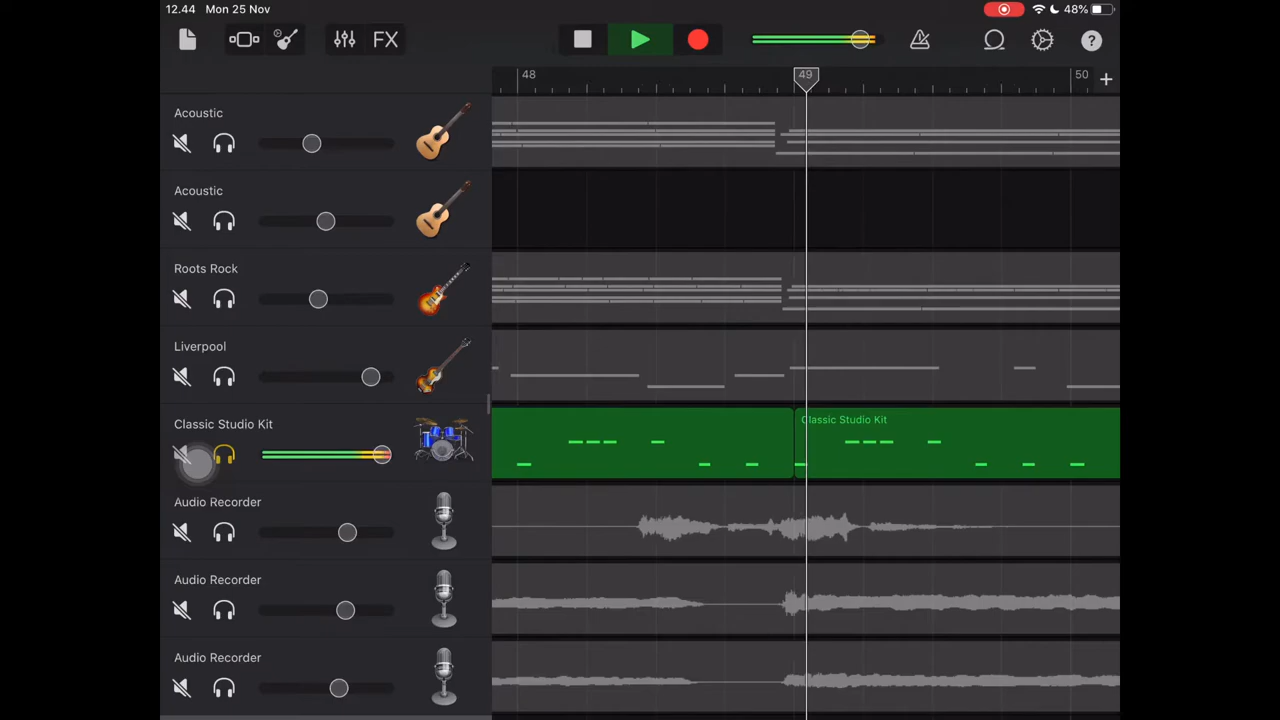 12.44 Mon 25 Nov
48%
FX
?
48
49
50
+
Acoustic
Acoustic
Roots Rock
Liverpool
Classic Studio Kit
Classic Studio Kit
Audio Recorder
Audio Recorder
Audio Recorder